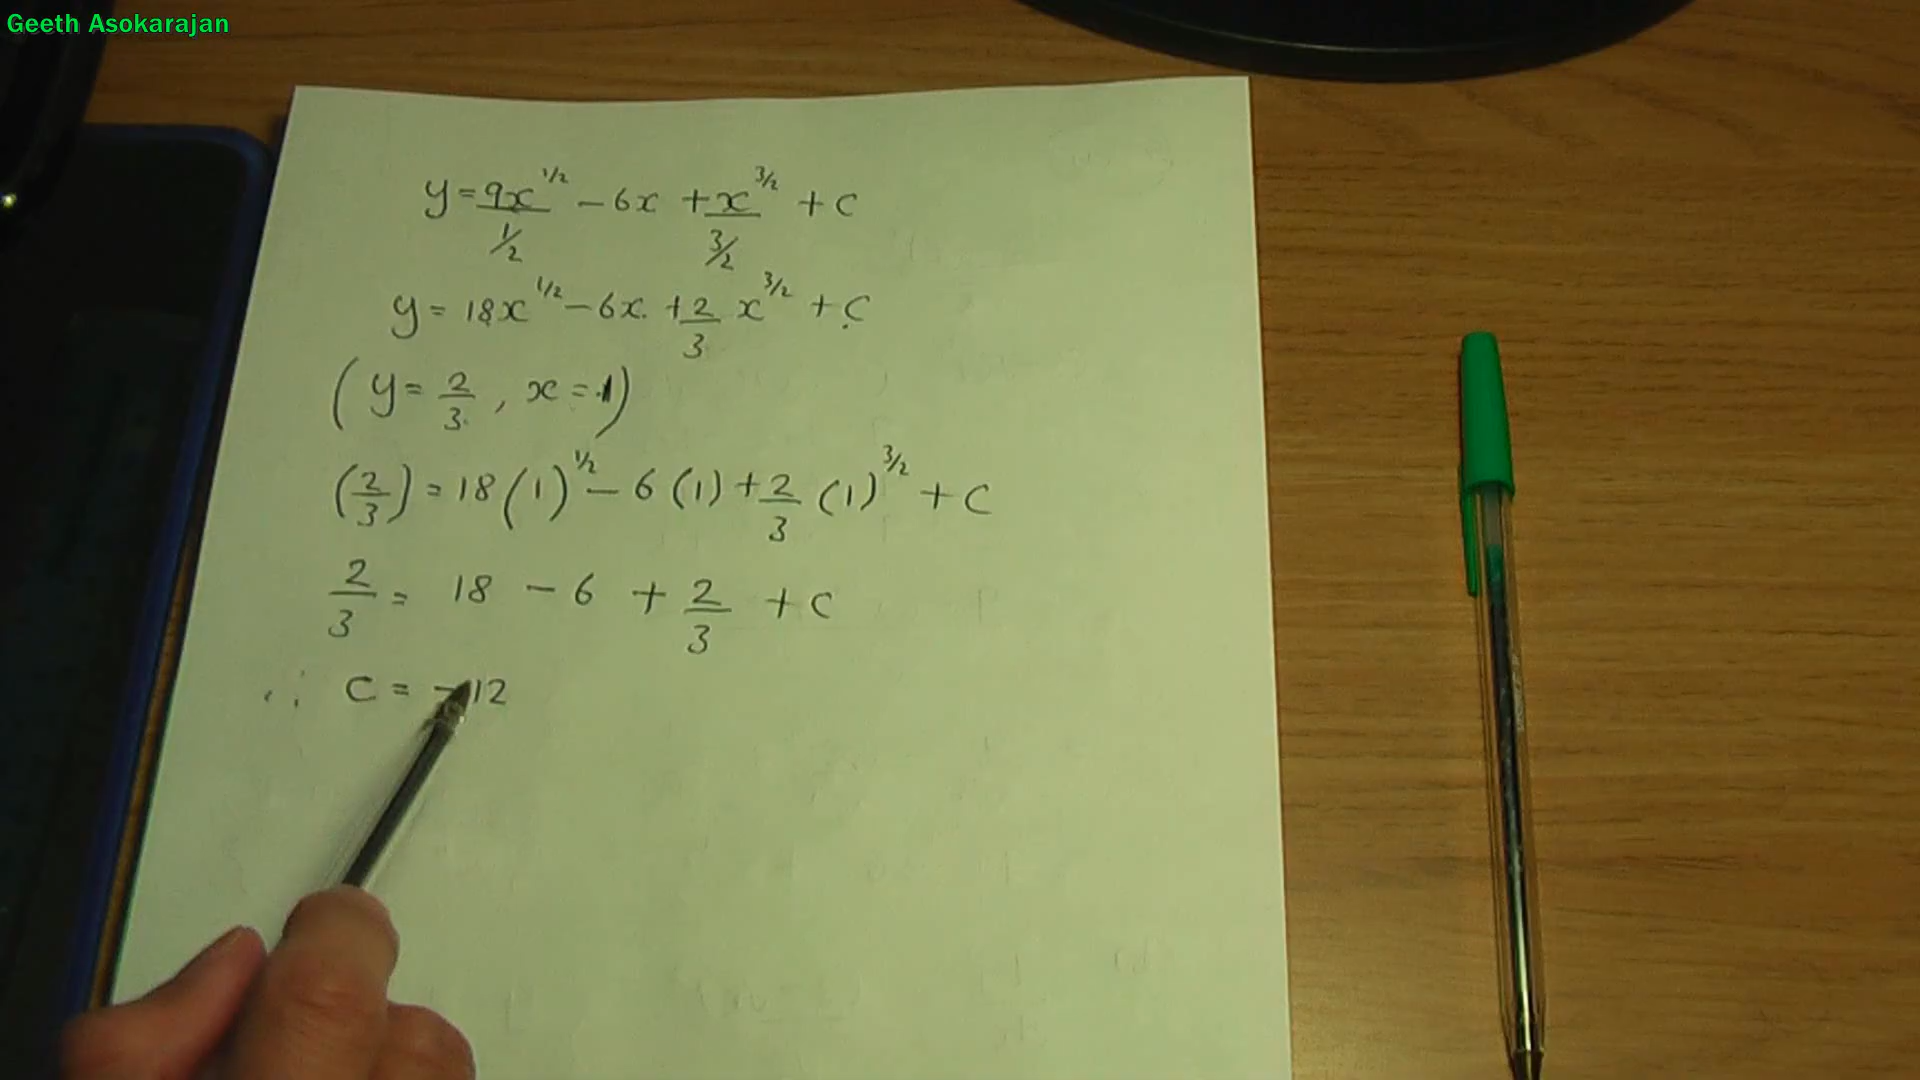 Geeth Asokarajan
y = 9x^{1/2}/(1/2) - 6x + x^{3/2}/(3/2) + C
y = 18x^{1/2} - 6x + 2/3 x^{3/2} + C
(y = 2/3, x = 1)
(2/3) = 18(1)^{1/2} - 6(1) + 2/3 (1)^{3/2} + C
2/3 = 18 - 6 + 2/3 + C
∴ C = -12